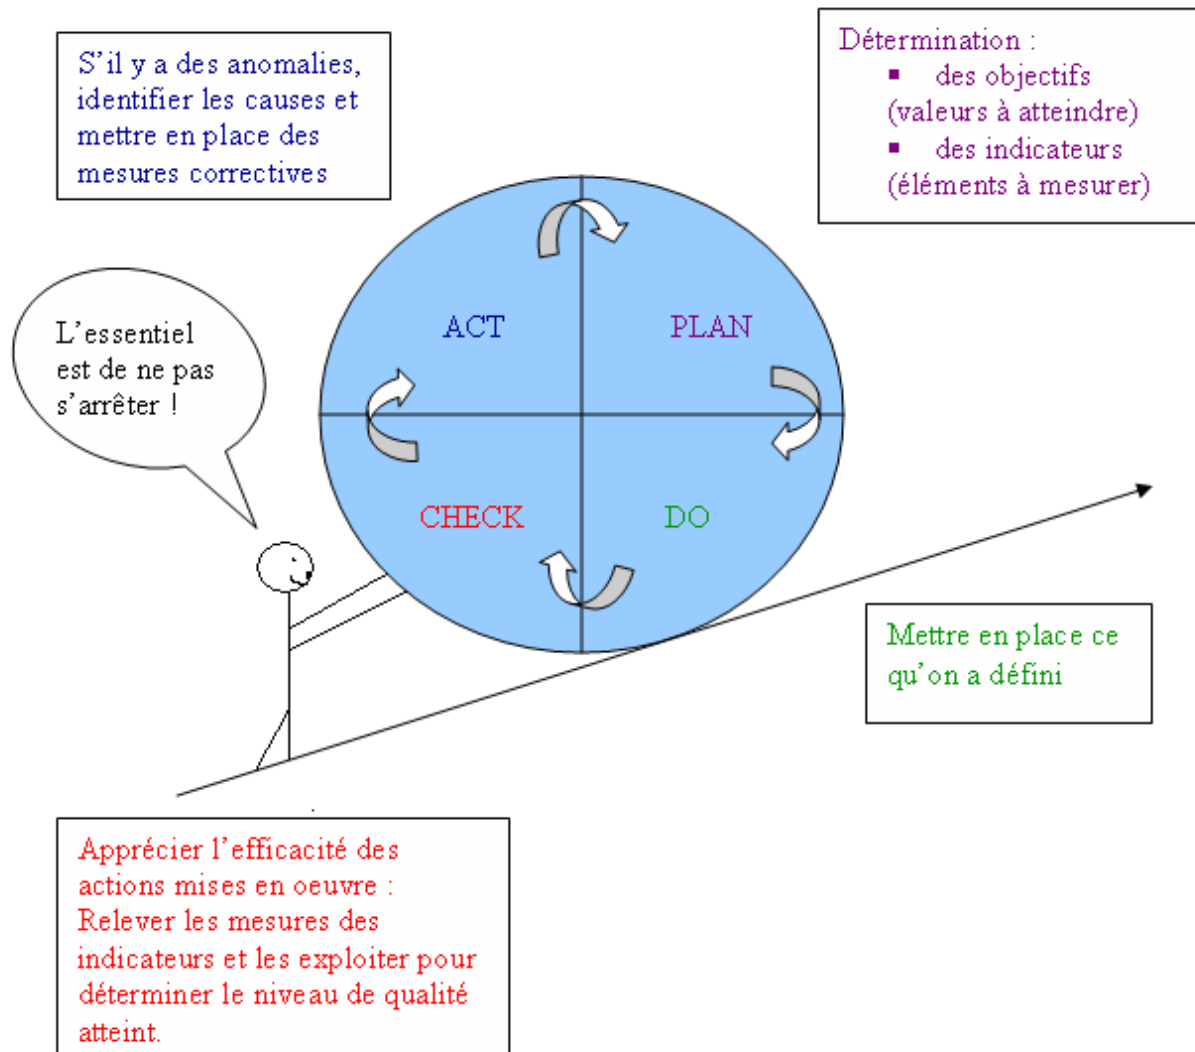 S'il y a des anomalies,
identifier les causes et
mettre en place des
mesures correctives
Détermination :
▪ des objectifs
(valeurs à atteindre)
▪ des indicateurs
(éléments à mesurer)
L'essentiel
est de ne pas
s'arrêter !
ACT
PLAN
CHECK
DO
Mettre en place ce
qu'on a défini
Apprécier l'efficacité des
actions mises en oeuvre :
Relever les mesures des
indicateurs et les exploiter pour
déterminer le niveau de qualité
atteint.